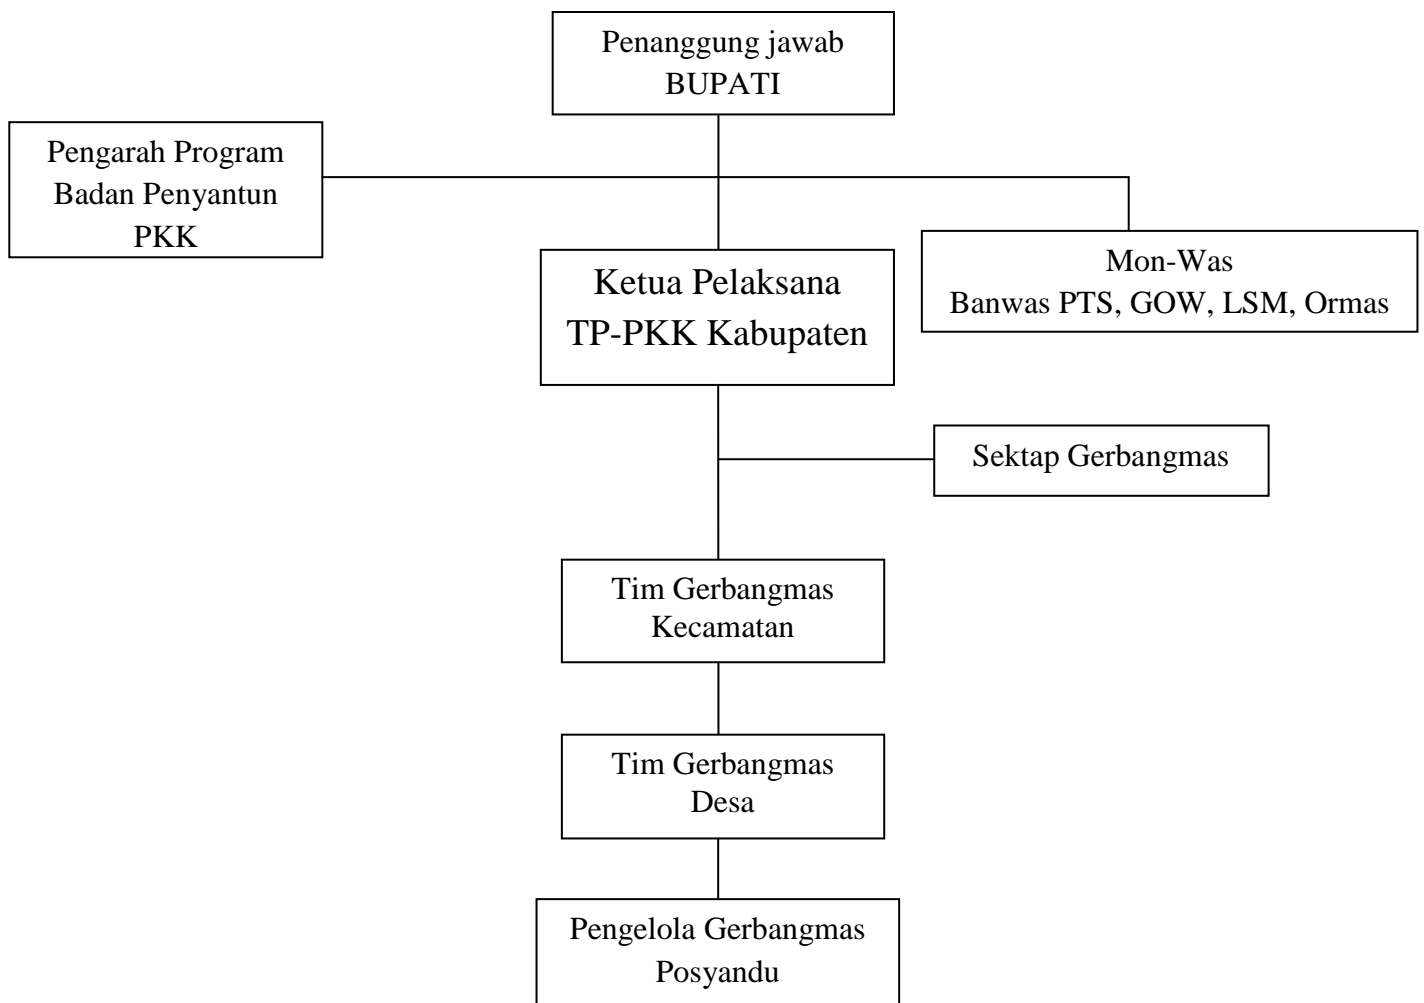 Penanggung jawab
BUPATI
Pengarah Program
Badan Penyantun
PKK
Mon-Was
Banwas PTS, GOW, LSM, Ormas
Ketua Pelaksana
TP-PKK Kabupaten
Sektap Gerbangmas
Tim Gerbangmas
Kecamatan
Tim Gerbangmas
Desa
Pengelola Gerbangmas
Posyandu